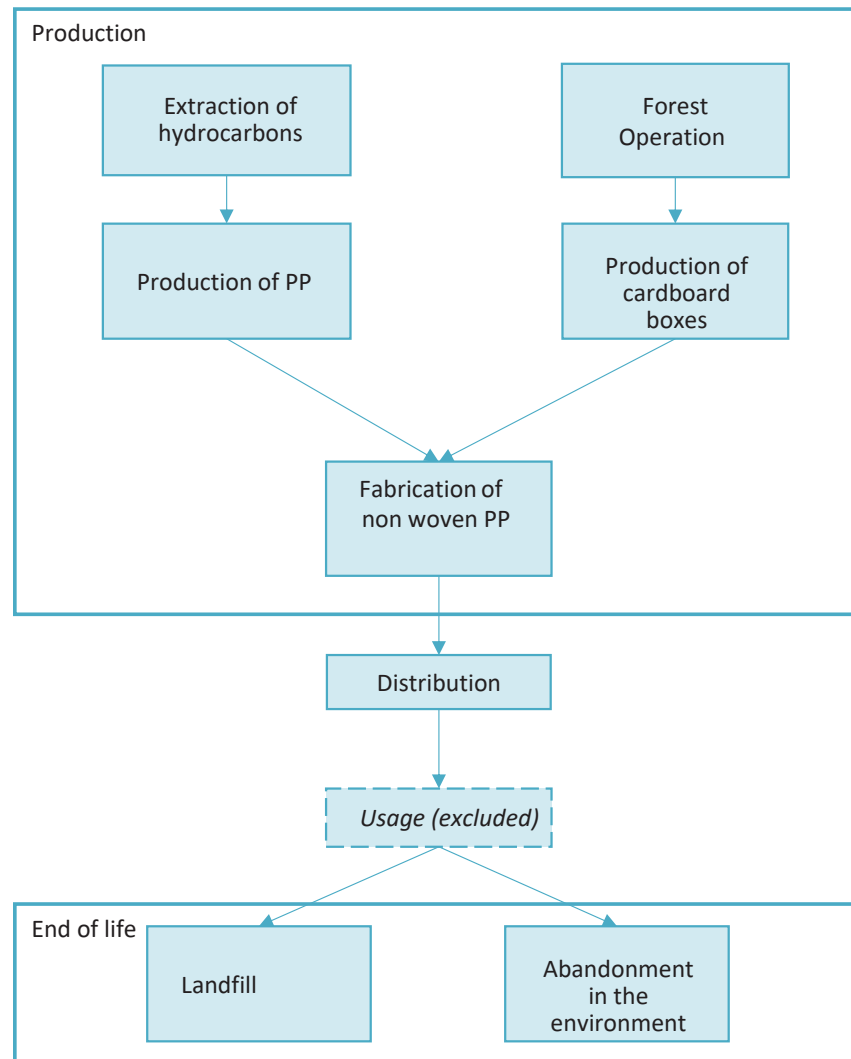 Production
Extraction of
hydrocarbons
Forest
Operation
Production of PP
Production of
cardboard
boxes
Fabrication of
non woven PP
Distribution
Usage (excluded)
End of life
Landfill
Abandonment
in the
environment